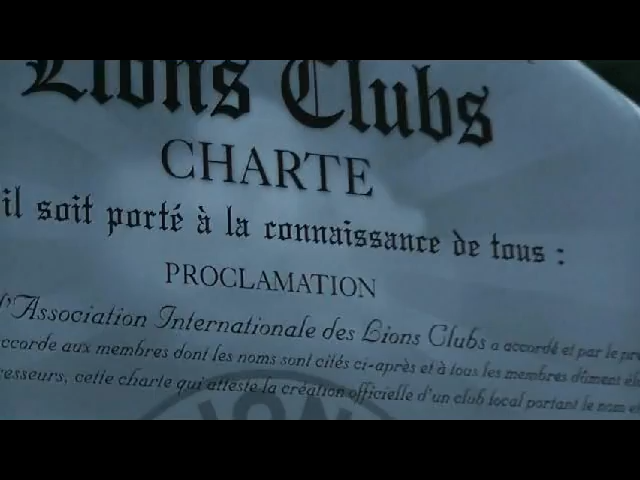 Lions Clubs
CHARTE
il soit porté à la connaissance de tous :
PROCLAMATION
l'Association Internationale des Lions Clubs a accordé et par le
accorde aux membres dont les noms sont cités ci-après et à tous les membres dûment
cette charte qui atteste la création officielle d'un club local portant le nom
LION